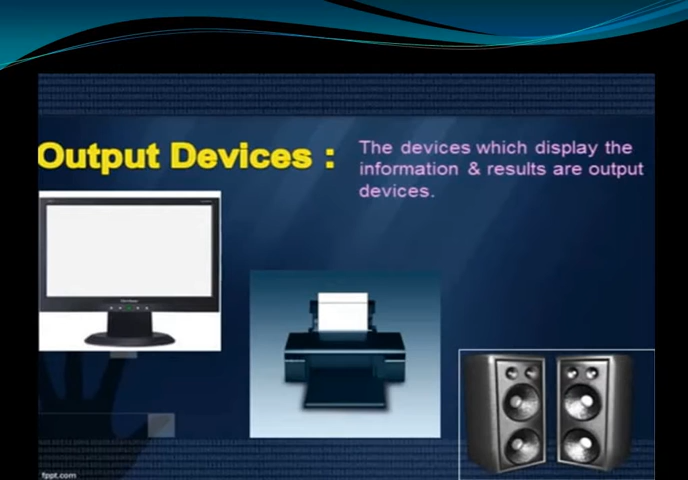 Output Devices :
The devices which display the
information & results are output
devices.
fppt.com